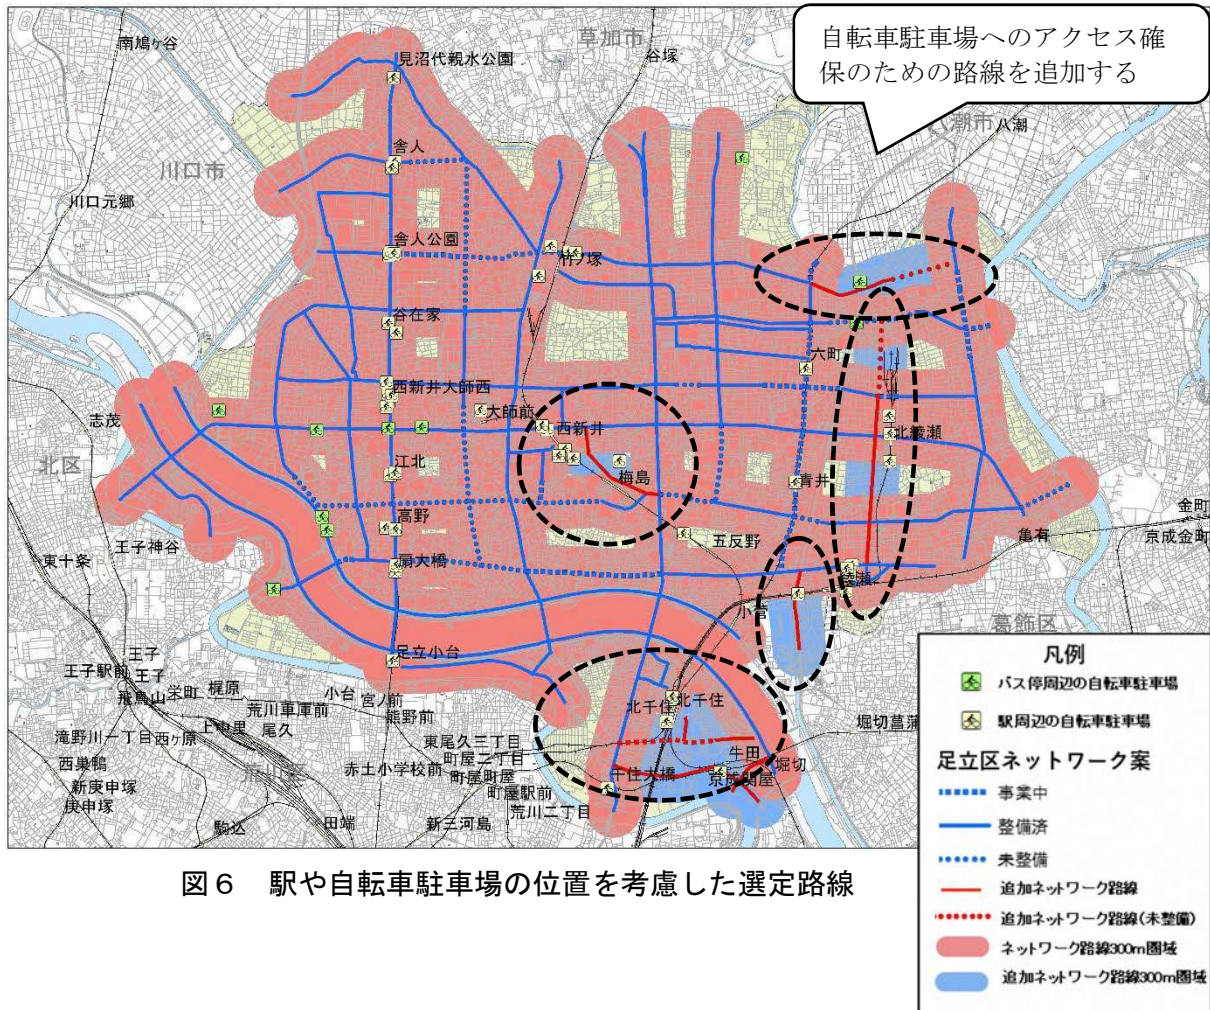 自転車駐車場へのアクセス確
保のための路線を追加する
南鳩ヶ谷
草加市
谷塚
見沼代親水公園
八潮市
八潮
川口市
舎人
川口元郷
舎人公園
竹ノ塚
谷在家
六町
西新井大師西
大師前
志茂
西新井
北綾瀬
北区
江北
梅島
青井
高野
金町
王子神谷
五反野
亀有
京成金町
東十条
扇大橋
綾瀬
小菅
葛飾区
足立小台
王子
王子駅前
王子
飛鳥山
栄町
梶原
小台
宮ノ前
荒川車庫前
熊野前
北千住
北千住
堀切菖蒲
滝野川一丁目
西ヶ原
上中里
尾久
東尾久三丁目
牛田
堀切
西巣鴨
荒川区
赤土小学校前
町屋二丁目
千住大橋
京成関屋
新庚申塚
町屋
町屋
庚申塚
町屋駅前
駒込
田端
新三河島
荒川二丁目
凡例
バス停周辺の自転車駐車場
駅周辺の自転車駐車場
足立区ネットワーク案
事業中
整備済
未整備
追加ネットワーク路線
追加ネットワーク路線(未整備)
ネットワーク路線300m圏域
追加ネットワーク路線300m圏域
図６　駅や自転車駐車場の位置を考慮した選定路線